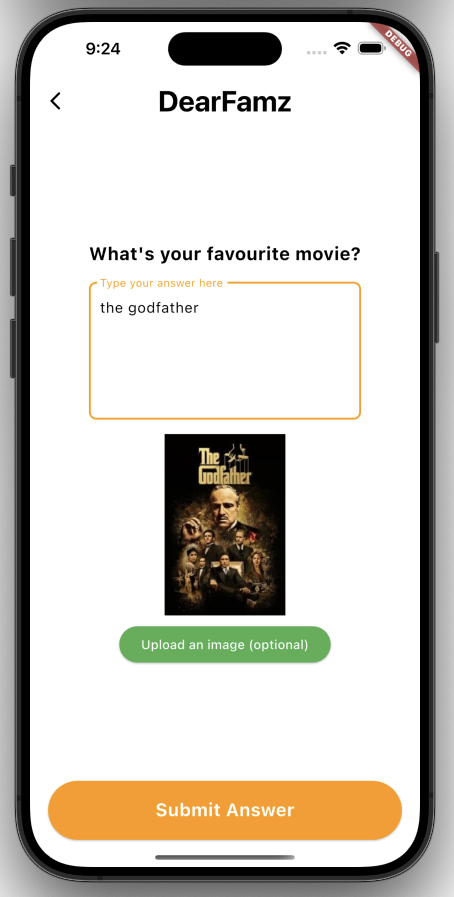 9:24
DEBUG
DearFamz
What's your favourite movie?
Type your answer here
the godfather
The
Godfather
Upload an image (optional)
Submit Answer